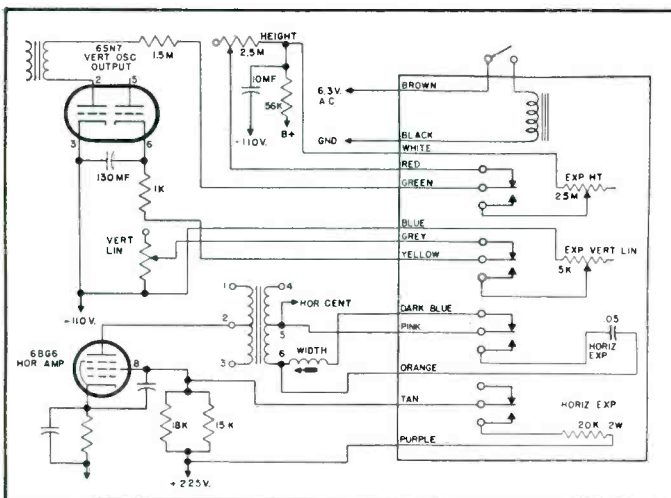 6SN7
VERT OSC
OUTPUT
2
5
3
6
130MF
1.5M
1K
VERT
LIN
-110V.
HEIGHT
2.5M
10MF
56K
-110V.
B+
6.3V.
A C
GND
BROWN
BLACK
WHITE
RED
GREEN
BLUE
GREY
YELLOW
DARK BLUE
PINK
ORANGE
TAN
PURPLE
EXP HT
2.5M
EXP VERT LIN
5K
.05
HORIZ
EXP
HORIZ EXP
20K 2W
1
2
3
4
5
6
HOR CENT
WIDTH
6BG6
HOR AMP
8
18K
15K
+225V.